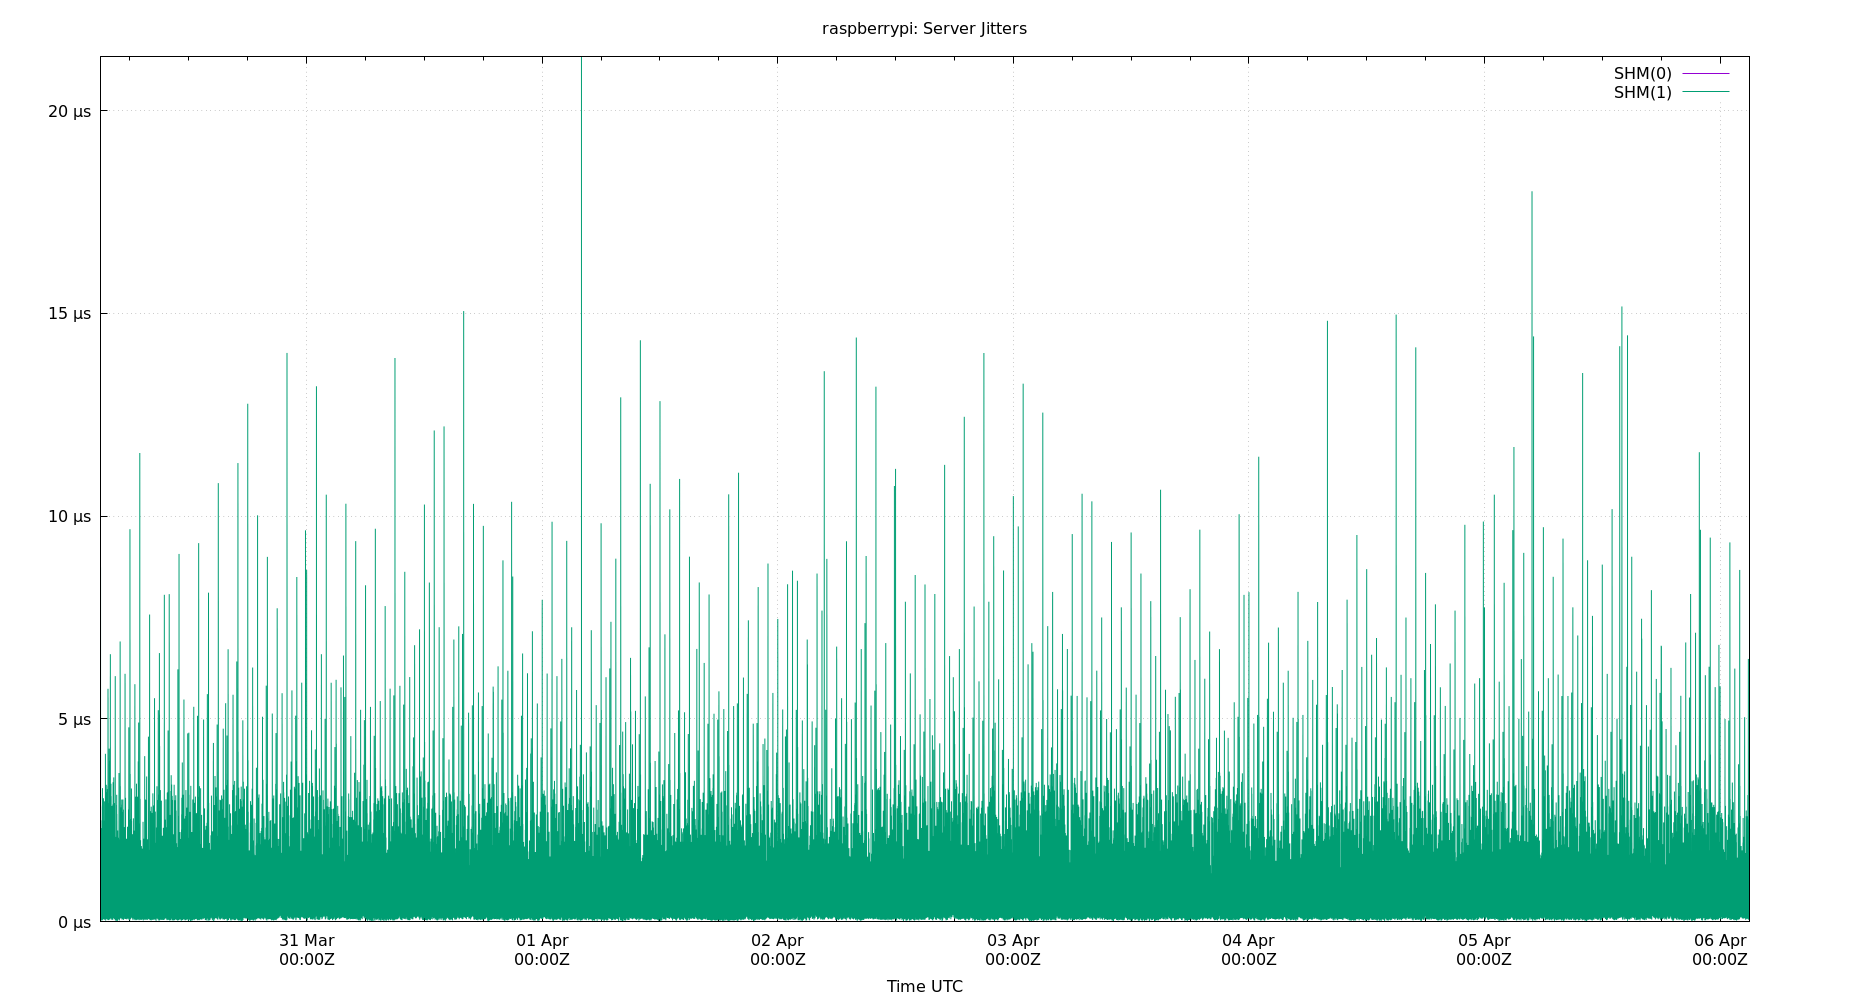 raspberrypi: Server Jitters
SHM(0)
SHM(1)
20 µs
15 µs
10 µs
5 µs
0 µs
31 Mar 01 Apr 02 Apr 03 Apr 04 Apr 05 Apr 06 Apr
00:00Z 00:00Z 00:00Z 00:00Z 00:00Z 00:00Z 00:00Z
Time UTC